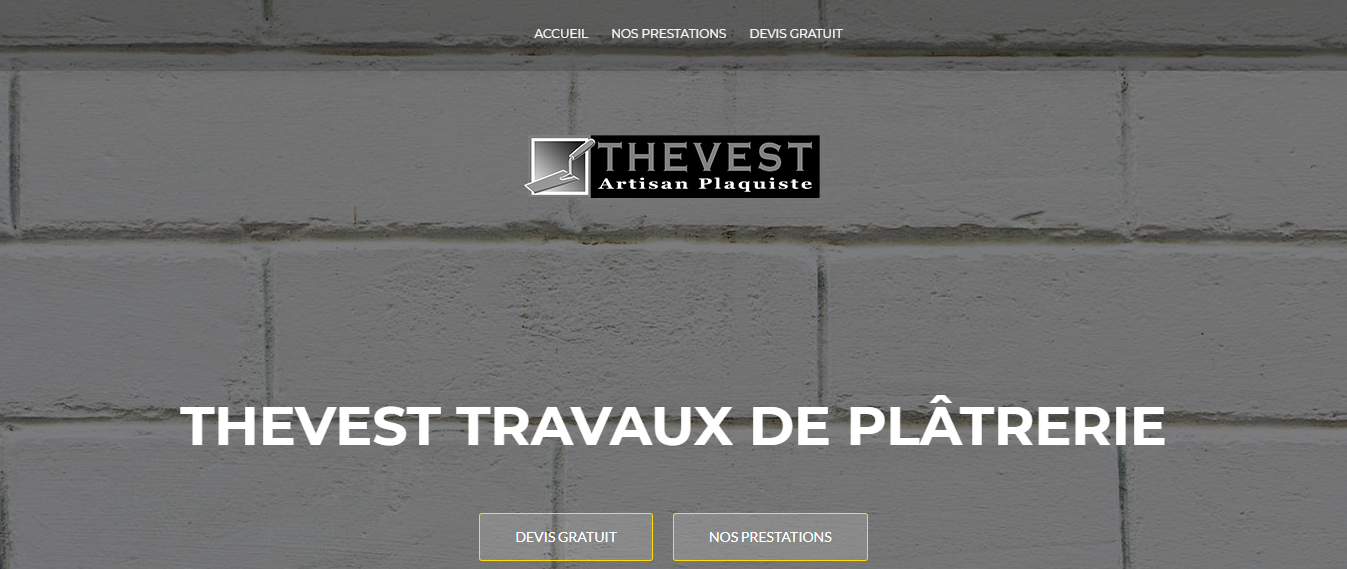 ACCUEIL NOS PRESTATIONS DEVIS GRATUIT
THEVEST
Artisan Plaquiste
THEVEST TRAVAUX DE PLÂTRERIE
DEVIS GRATUIT NOS PRESTATIONS